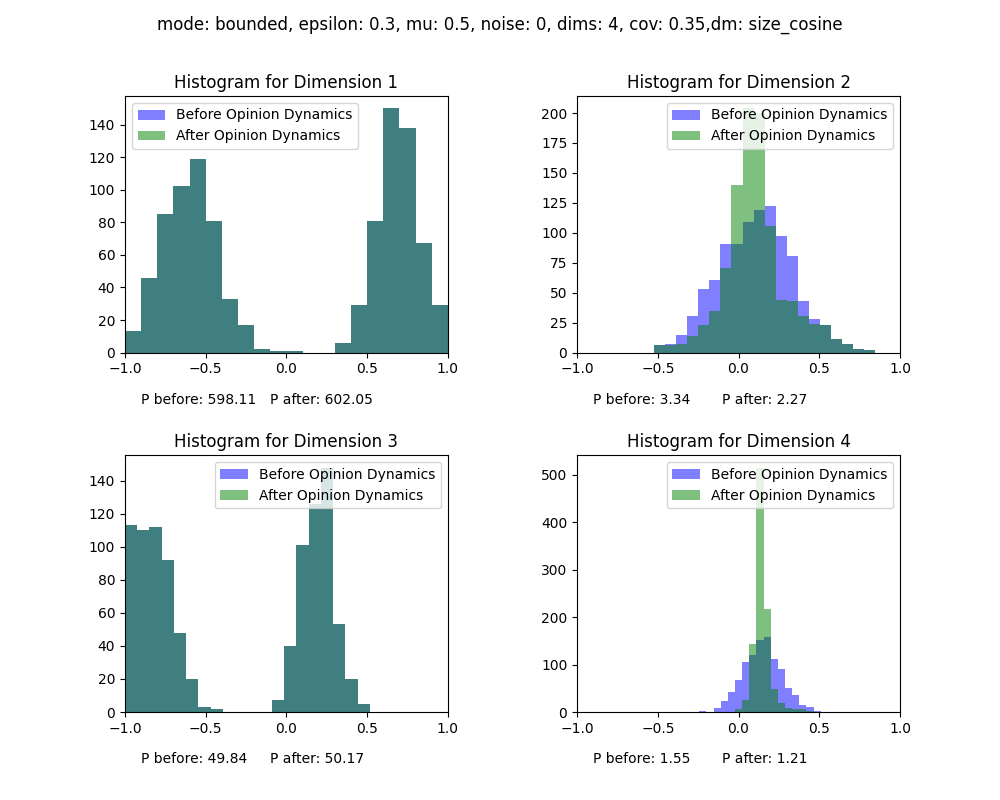 mode: bounded, epsilon: 0.3, mu: 0.5, noise: 0, dims: 4, cov: 0.35,dm: size_cosine
Histogram for Dimension 1
Before Opinion Dynamics
After Opinion Dynamics
140
120
100
80
60
40
20
0
−1.0 −0.5 0.0 0.5 1.0
P before: 598.11 P after: 602.05
Histogram for Dimension 2
Before Opinion Dynamics
After Opinion Dynamics
200
175
150
125
100
75
50
25
0
−1.0 −0.5 0.0 0.5 1.0
P before: 3.34 P after: 2.27
Histogram for Dimension 3
Before Opinion Dynamics
After Opinion Dynamics
140
120
100
80
60
40
20
0
−1.0 −0.5 0.0 0.5 1.0
P before: 49.84 P after: 50.17
Histogram for Dimension 4
Before Opinion Dynamics
After Opinion Dynamics
500
400
300
200
100
0
−1.0 −0.5 0.0 0.5 1.0
P before: 1.55 P after: 1.21